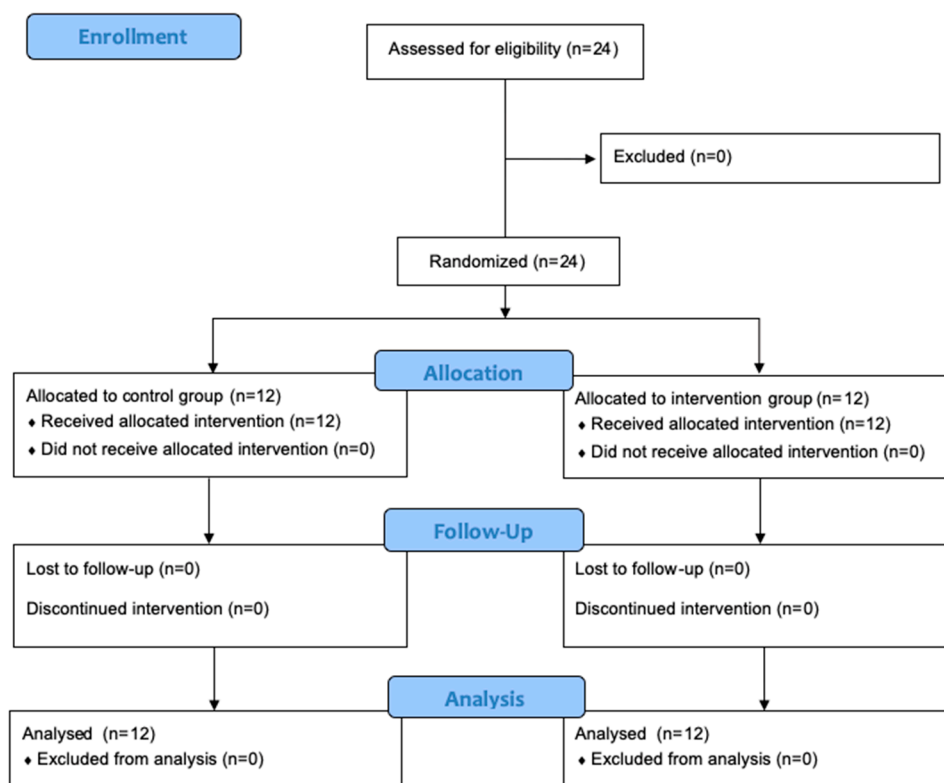 Enrollment
Assessed for eligibility (n=24)
Excluded (n=0)
Randomized (n=24)
Allocation
Allocated to control group (n=12)
♦ Received allocated intervention (n=12)
♦ Did not receive allocated intervention (n=0)
Allocated to intervention group (n=12)
♦ Received allocated intervention (n=12)
♦ Did not receive allocated intervention (n=0)
Follow-Up
Lost to follow-up (n=0)
Discontinued intervention (n=0)
Lost to follow-up (n=0)
Discontinued intervention (n=0)
Analysis
Analysed (n=12)
♦ Excluded from analysis (n=0)
Analysed (n=12)
♦ Excluded from analysis (n=0)